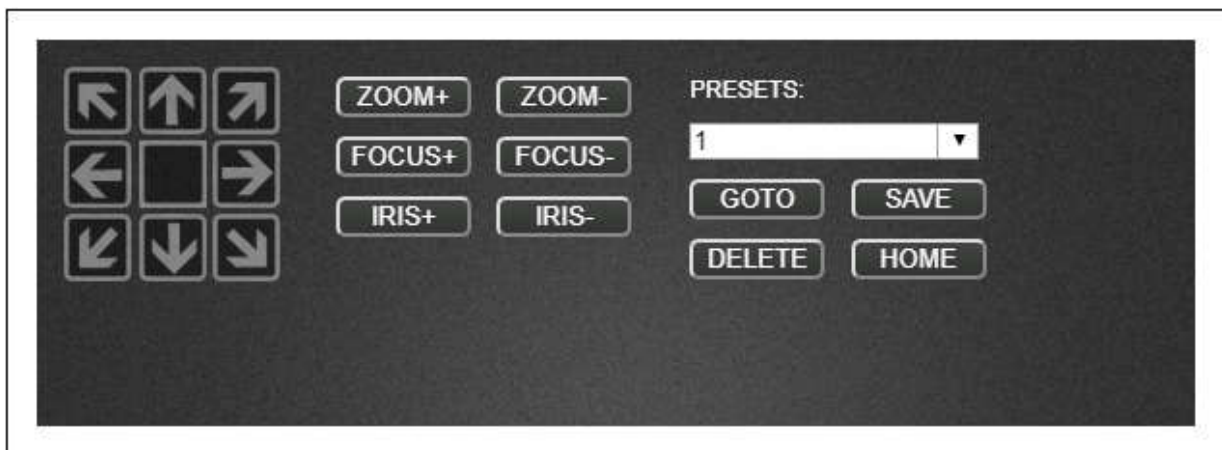 ZOOM+ ZOOM-
FOCUS+ FOCUS-
IRIS+ IRIS-
PRESETS:
1
GOTO SAVE
DELETE HOME